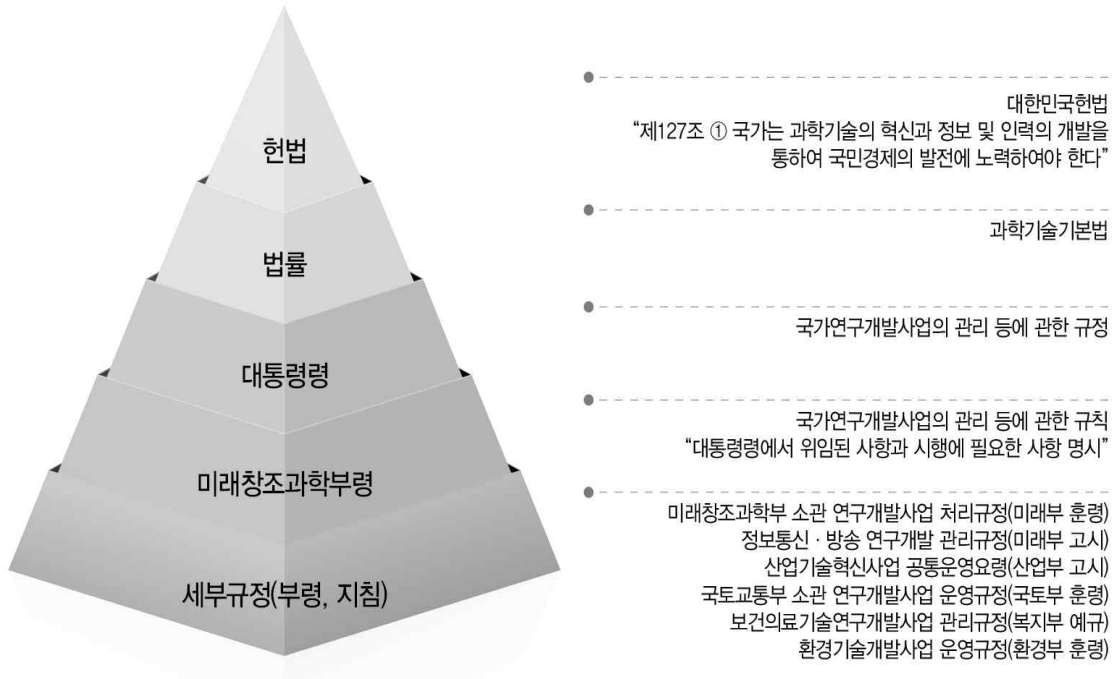 헌법
대한민국헌법
“제127조 ① 국가는 과학기술의 혁신과 정보 및 인력의 개발을
통하여 국민경제의 발전에 노력하여야 한다”
법률
과학기술기본법
대통령령
국가연구개발사업의 관리 등에 관한 규정
미래창조과학부령
국가연구개발사업의 관리 등에 관한 규칙
“대통령령에서 위임된 사항과 시행에 필요한 사항 명시”
세부규정(부령, 지침)
미래창조과학부 소관 연구개발사업 처리규정(미래부 훈령)
정보통신 · 방송 연구개발 관리규정(미래부 고시)
산업기술혁신사업 공통운영요령(산업부 고시)
국토교통부 소관 연구개발사업 운영규정(국토부 훈령)
보건의료기술연구개발사업 관리규정(복지부 예규)
환경기술개발사업 운영규정(환경부 훈령)